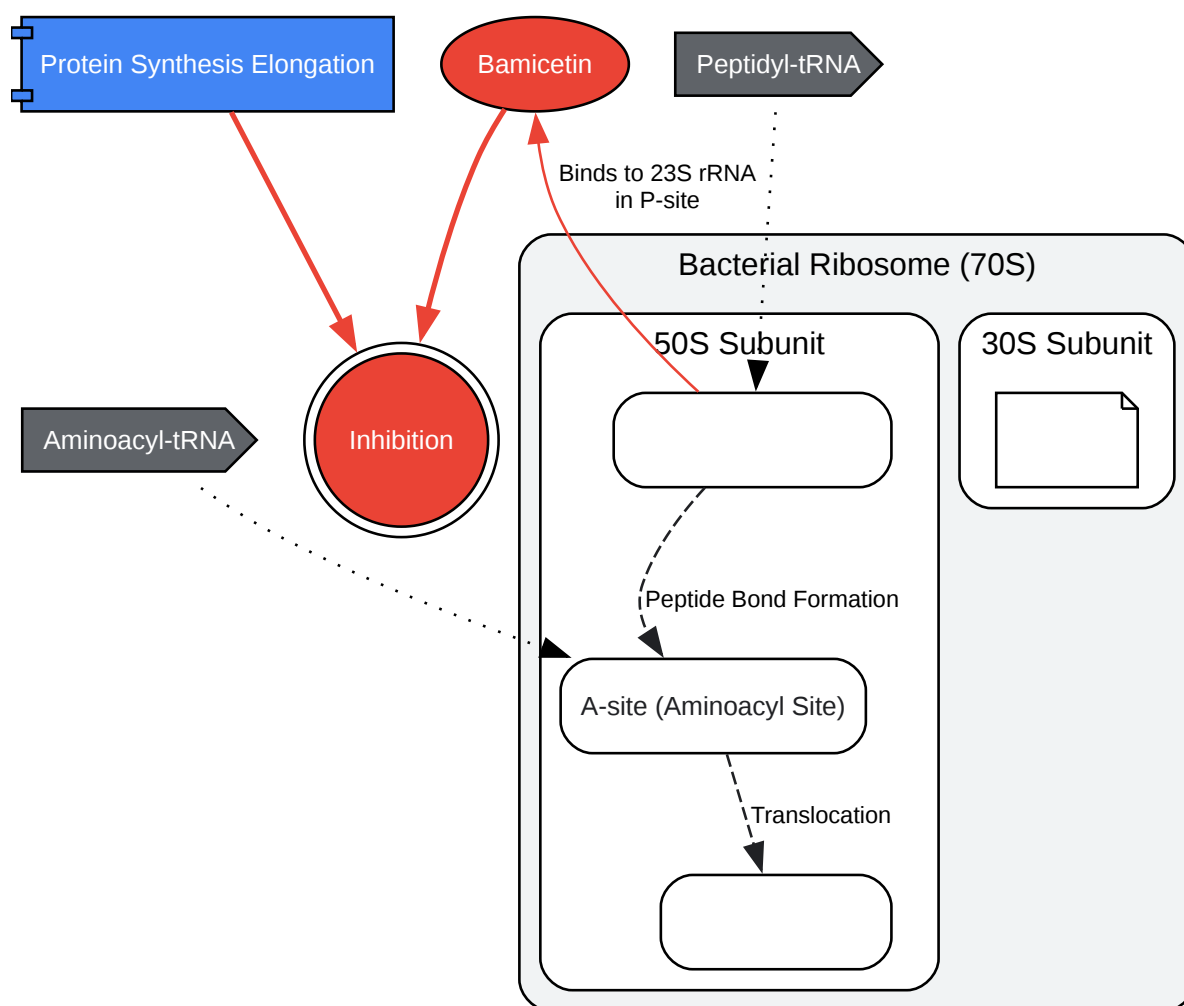 Protein Synthesis Elongation
Bamicetin
Peptidyl-tRNA
Binds to 23S rRNA
in P-site
Bacterial Ribosome (70S)
50S Subunit
30S Subunit
Aminoacyl-tRNA
Inhibition
Peptide Bond Formation
A-site (Aminoacyl Site)
Translocation